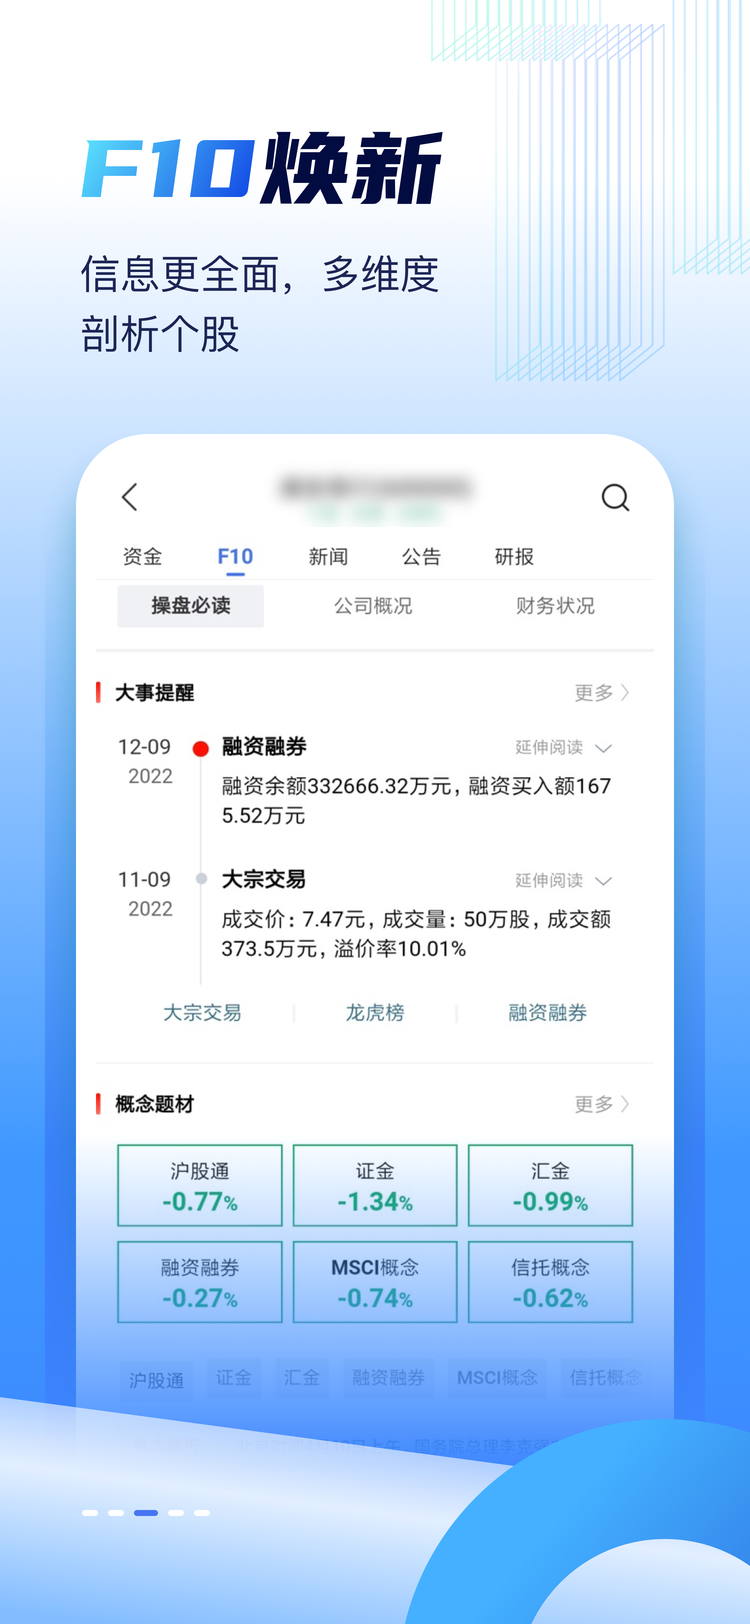 F10焕新
信息更全面，多维度
剖析个股
资金 F10 新闻 公告 研报
操盘必读 公司概况 财务状况
大事提醒 更多
12-09 融资融券 延伸阅读
2022
融资余额332666.32万元，融资买入额167
5.52万元
11-09 大宗交易 延伸阅读
2022
成交价：7.47元，成交量：50万股，成交额
373.5万元，溢价率10.01%
大宗交易 龙虎榜 融资融券
概念题材 更多
沪股通 证金 汇金
-0.77% -1.34% -0.99%
融资融券 MSCI概念 信托概念
-0.27% -0.74% -0.62%
沪股通 证金 汇金 融资融券 MSCI概念 信托概念
国务院总理李克强